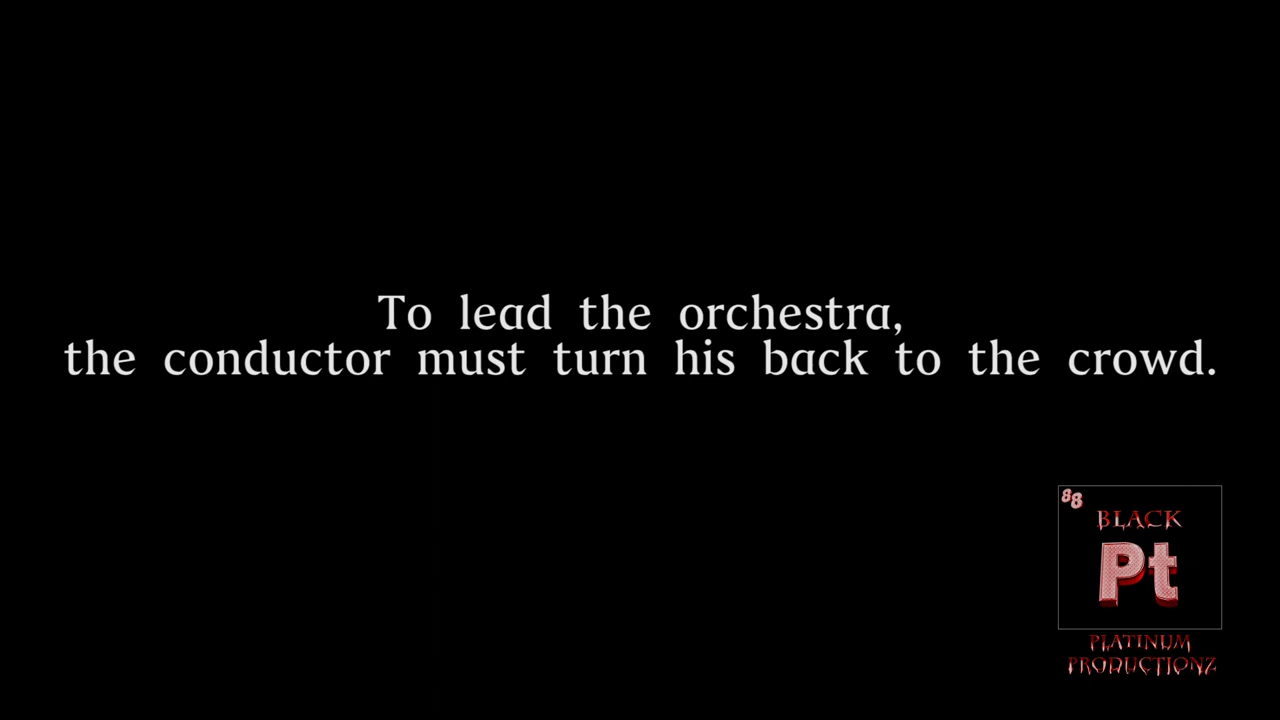 To lead the orchestra,
the conductor must turn his back to the crowd.
88
BLACK
Pt
PLATINUM
PRODUCTIONZ